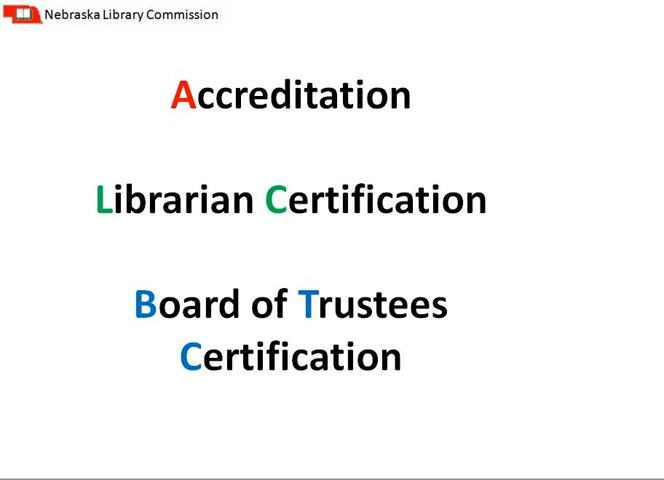 Nebraska Library Commission
Accreditation
Librarian Certification
Board of Trustees
Certification